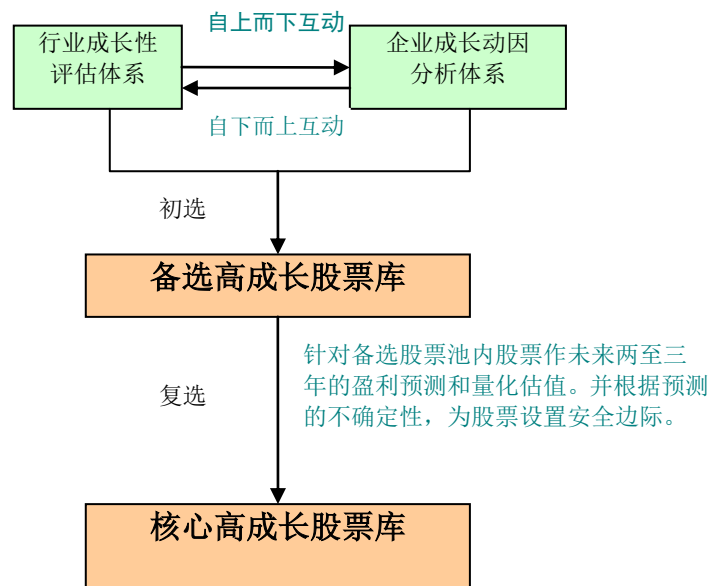 自上而下互动
行业成长性
评估体系
企业成长动因
分析体系
自下而上互动
初选
备选高成长股票库
针对备选股票池内股票作未来两至三
年的盈利预测和量化估值。并根据预测
的不确定性，为股票设置安全边际。
复选
核心高成长股票库